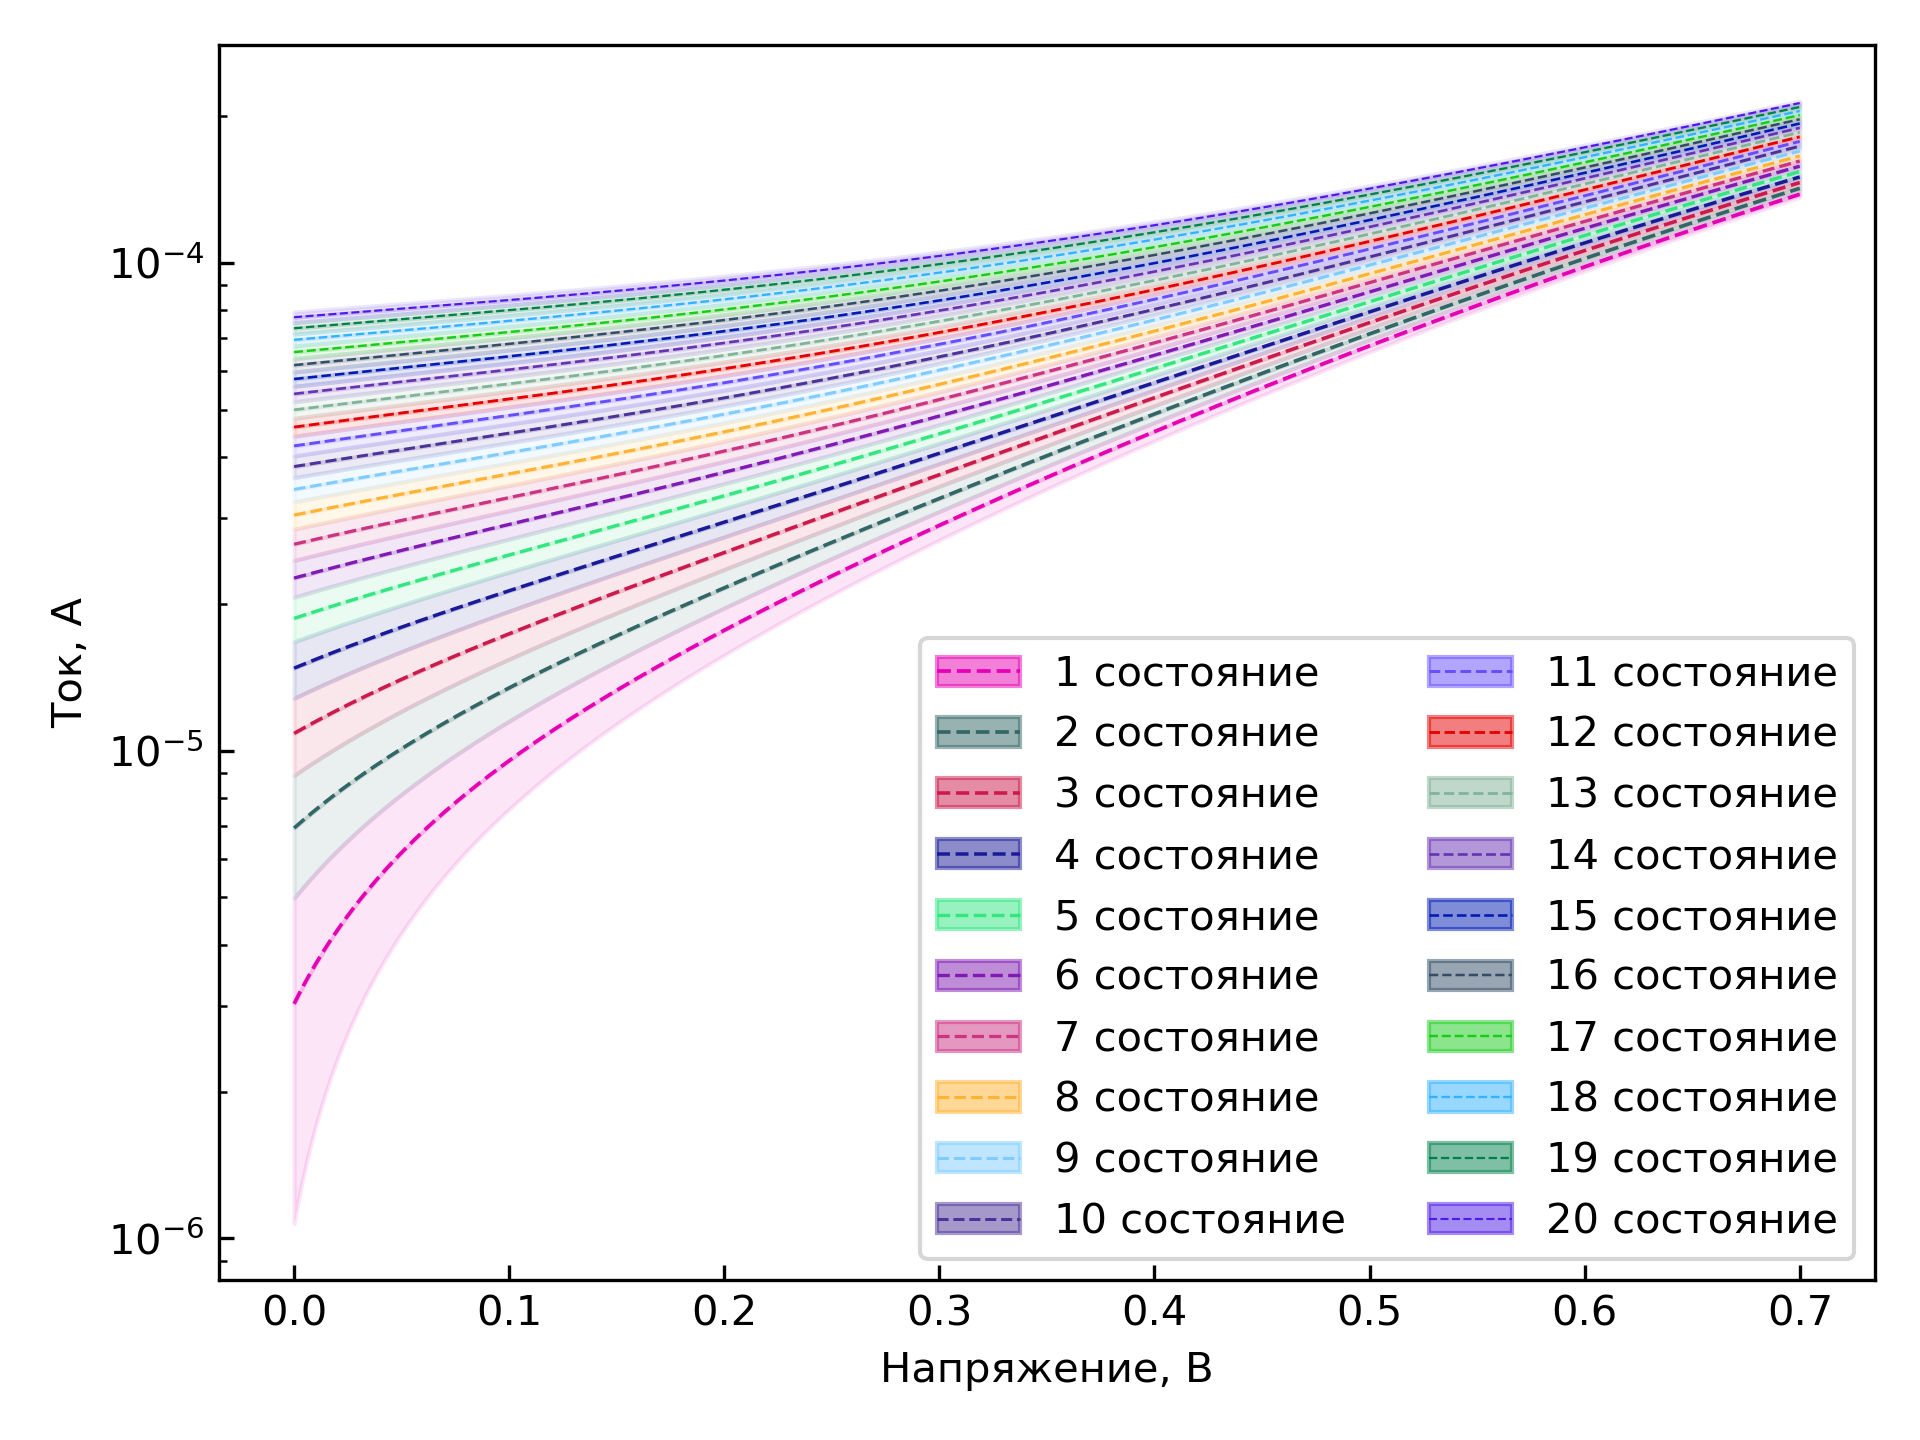 Ток, А
10⁻⁴
10⁻⁵
10⁻⁶
1 состояние
2 состояние
3 состояние
4 состояние
5 состояние
6 состояние
7 состояние
8 состояние
9 состояние
10 состояние
11 состояние
12 состояние
13 состояние
14 состояние
15 состояние
16 состояние
17 состояние
18 состояние
19 состояние
20 состояние
0.0 0.1 0.2 0.3 0.4 0.5 0.6 0.7
Напряжение, В